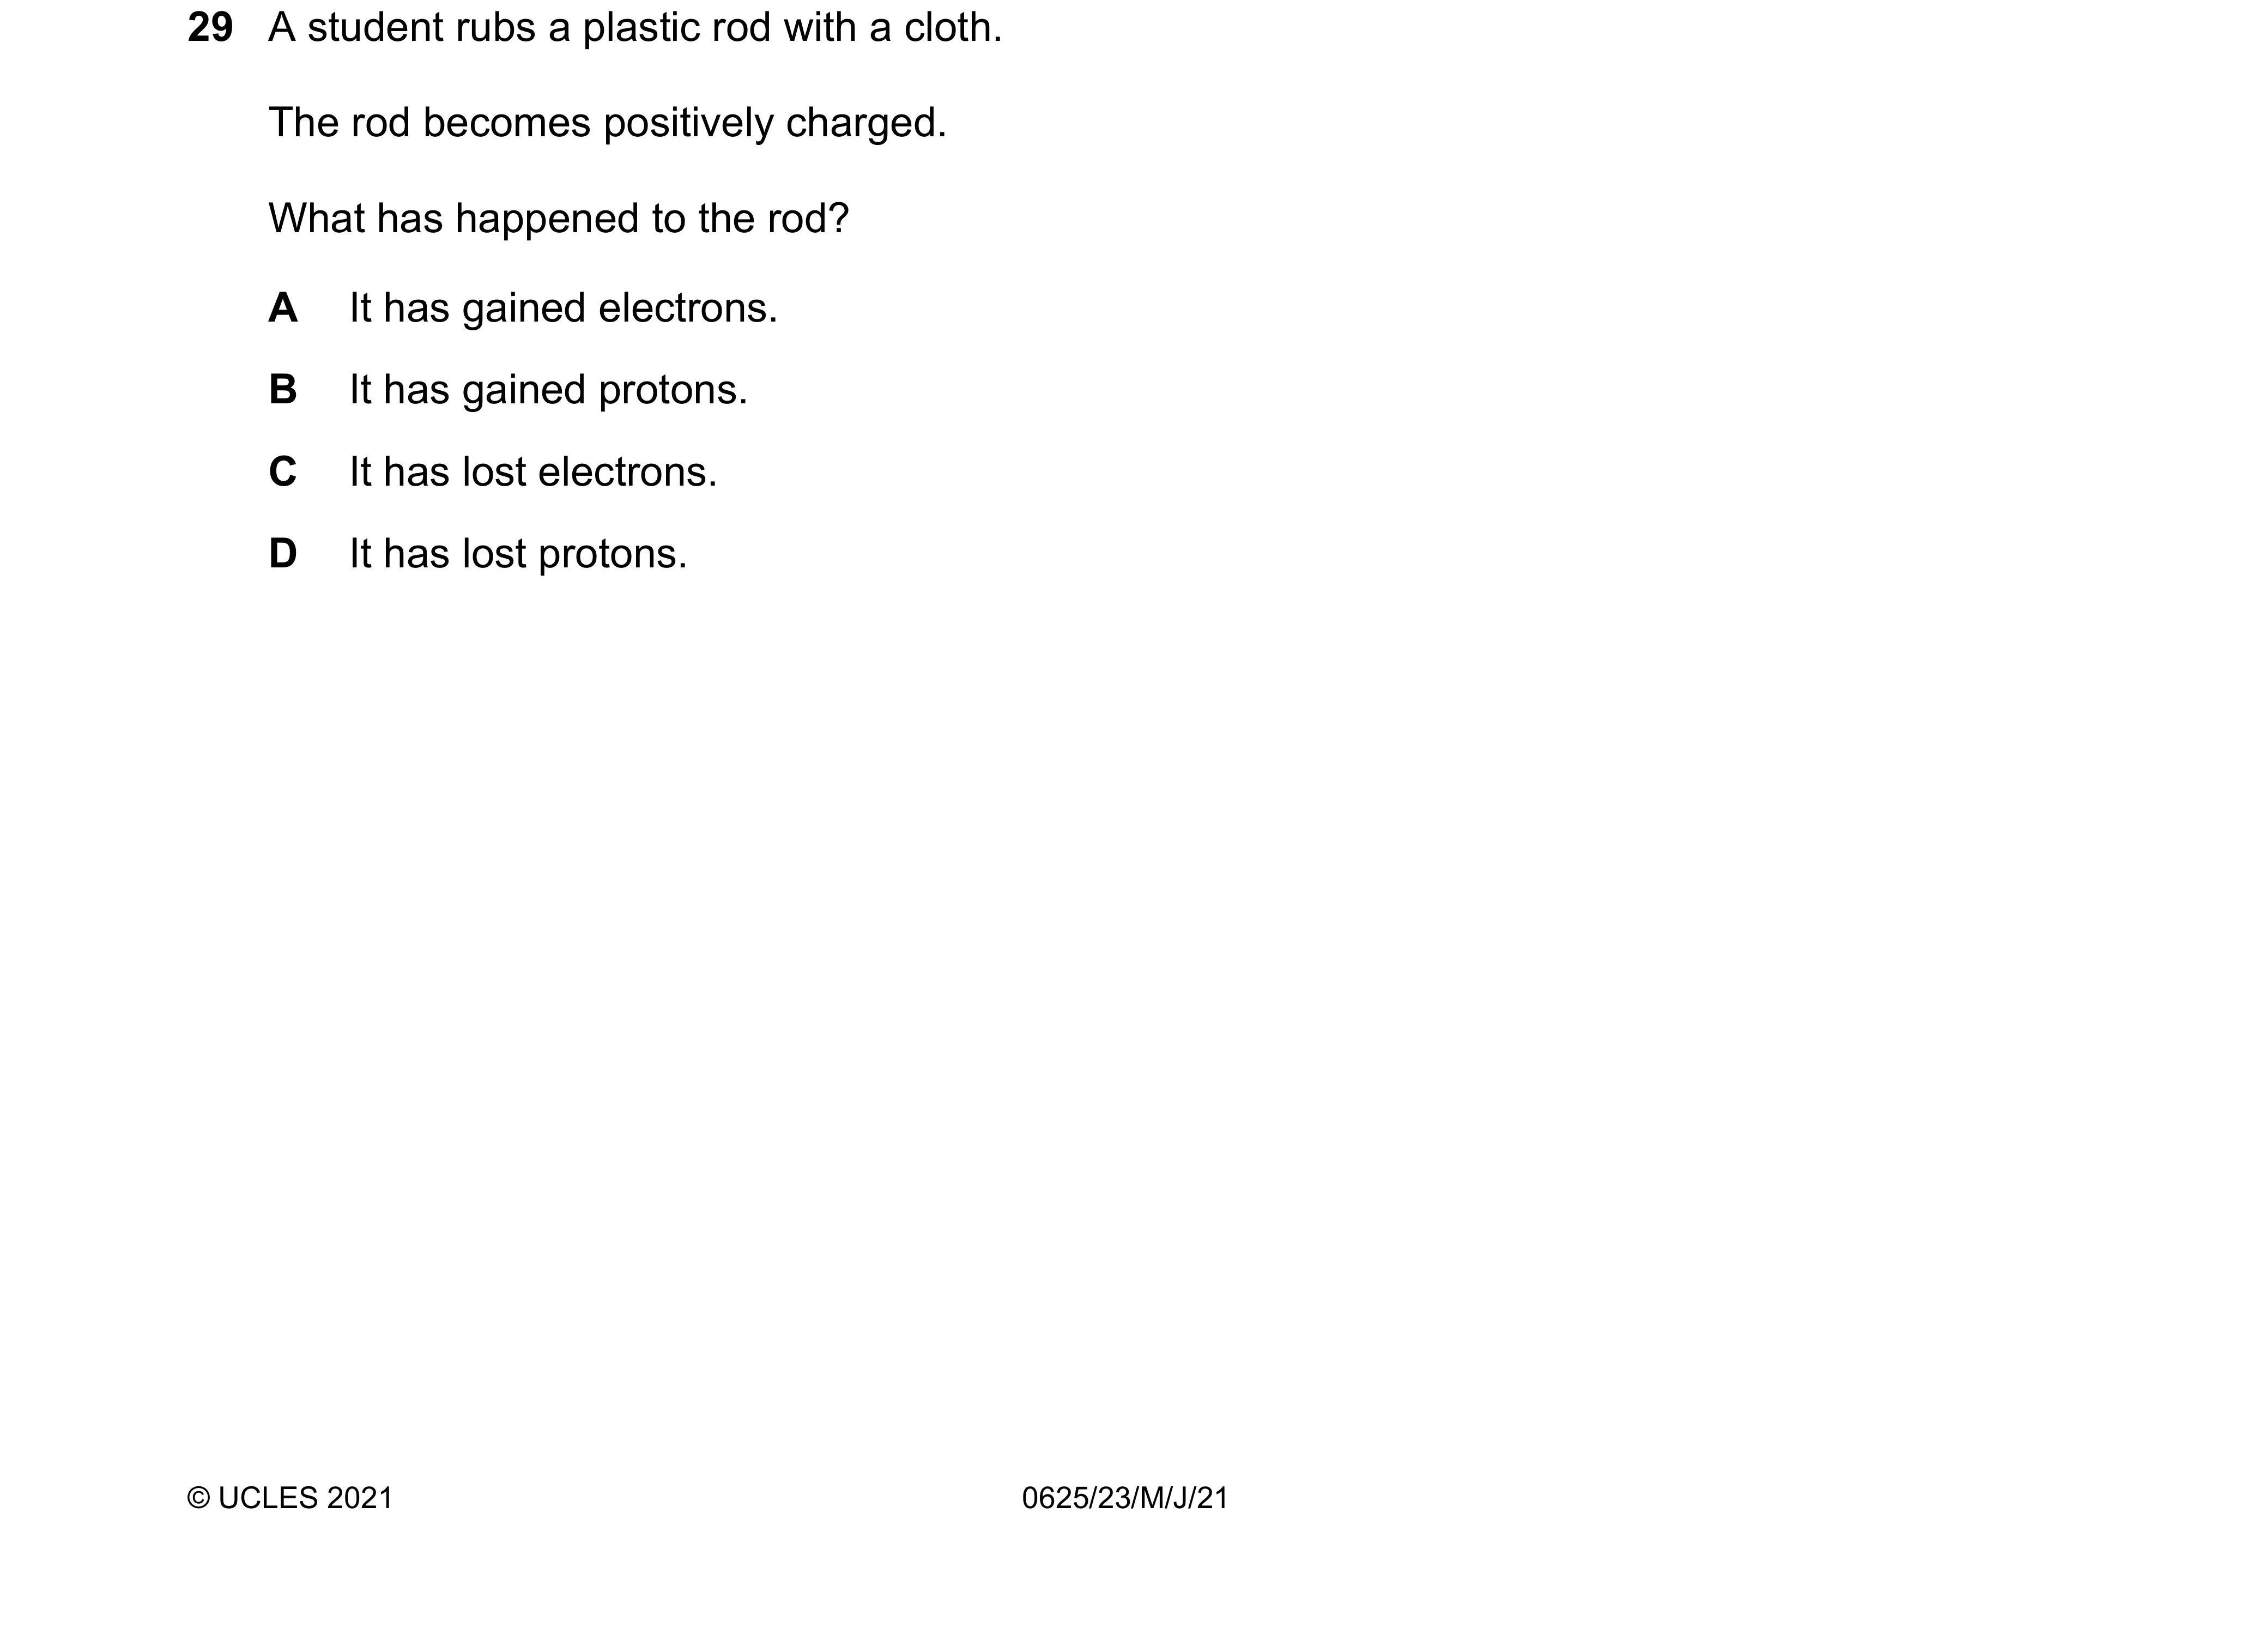 29 A student rubs a plastic rod with a cloth.
The rod becomes positively charged.
What has happened to the rod?
A It has gained electrons.
B It has gained protons.
C It has lost electrons.
D It has lost protons.
© UCLES 2021 0625/23/M/J/21